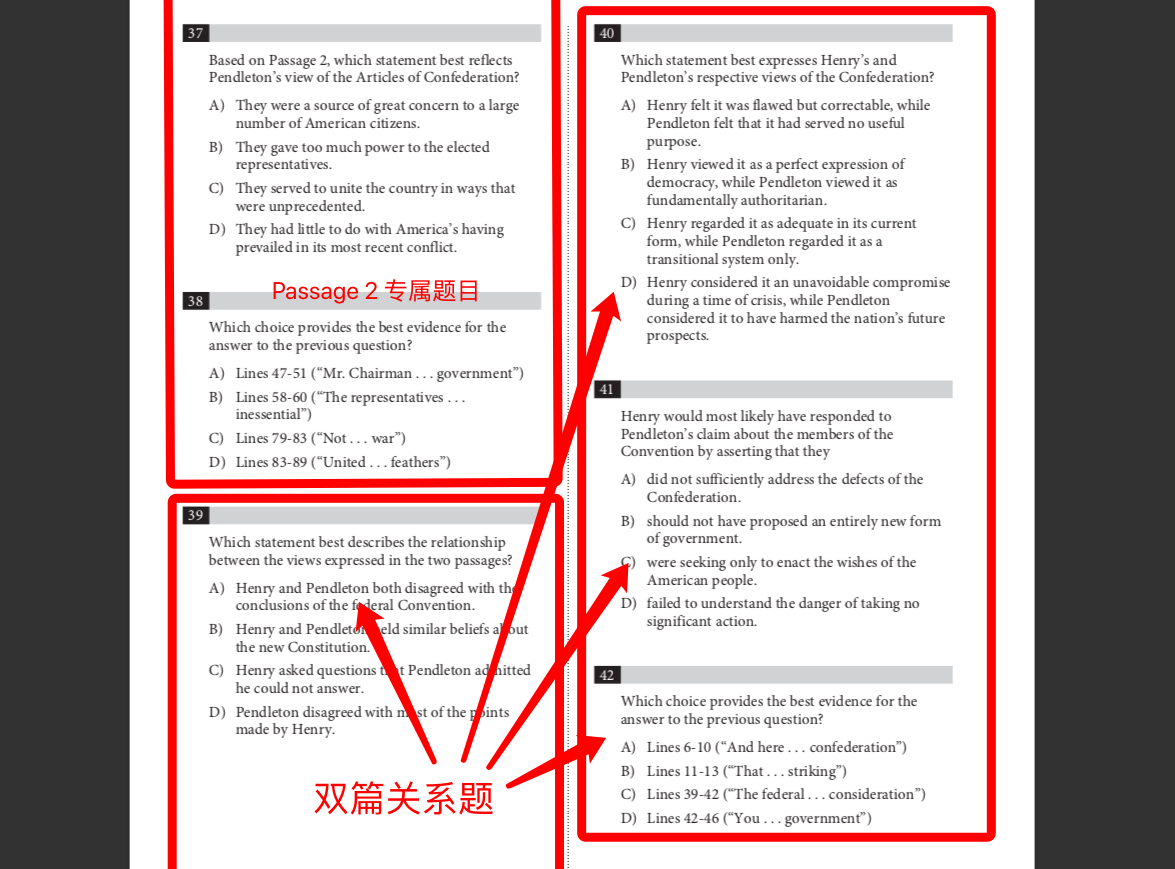 37
Based on Passage 2, which statement best reflects
Pendleton's view of the Articles of Confederation?
A) They were a source of great concern to a large
number of American citizens.
B) They gave too much power to the elected
representatives.
C) They served to unite the country in ways that
were unprecedented.
D) They had little to do with America's having
prevailed in its most recent conflict.
Passage 2 专属题目
38
Which choice provides the best evidence for the
answer to the previous question?
A) Lines 47-51 (“Mr. Chairman . . . government”)
B) Lines 58-60 (“The representatives . . .
inessential”)
C) Lines 79-83 (“Not . . . war”)
D) Lines 83-89 (“United . . . feathers”)
39
Which statement best describes the relationship
between the views expressed in the two passages?
A) Henry and Pendleton both disagreed with the
conclusions of the federal Convention.
B) Henry and Pendleton held similar beliefs about
the new Constitution.
C) Henry asked questions that Pendleton admitted
he could not answer.
D) Pendleton disagreed with most of the points
made by Henry.
双篇关系题
40
Which statement best expresses Henry's and
Pendleton's respective views of the Confederation?
A) Henry felt it was flawed but correctable, while
Pendleton felt that it had served no useful
purpose.
B) Henry viewed it as a perfect expression of
democracy, while Pendleton viewed it as
fundamentally authoritarian.
C) Henry regarded it as adequate in its current
form, while Pendleton regarded it as a
transitional system only.
D) Henry considered it an unavoidable compromise
during a time of crisis, while Pendleton
considered it to have harmed the nation's future
prospects.
41
Henry would most likely have responded to
Pendleton's claim about the members of the
Convention by asserting that they
A) did not sufficiently address the defects of the
Confederation.
B) should not have proposed an entirely new form
of government.
C) were seeking only to enact the wishes of the
American people.
D) failed to understand the danger of taking no
significant action.
42
Which choice provides the best evidence for the
answer to the previous question?
A) Lines 6-10 (“And here . . . confederation”)
B) Lines 11-13 (“That . . . striking”)
C) Lines 39-42 (“The federal . . . consideration”)
D) Lines 42-46 (“You . . . government”)